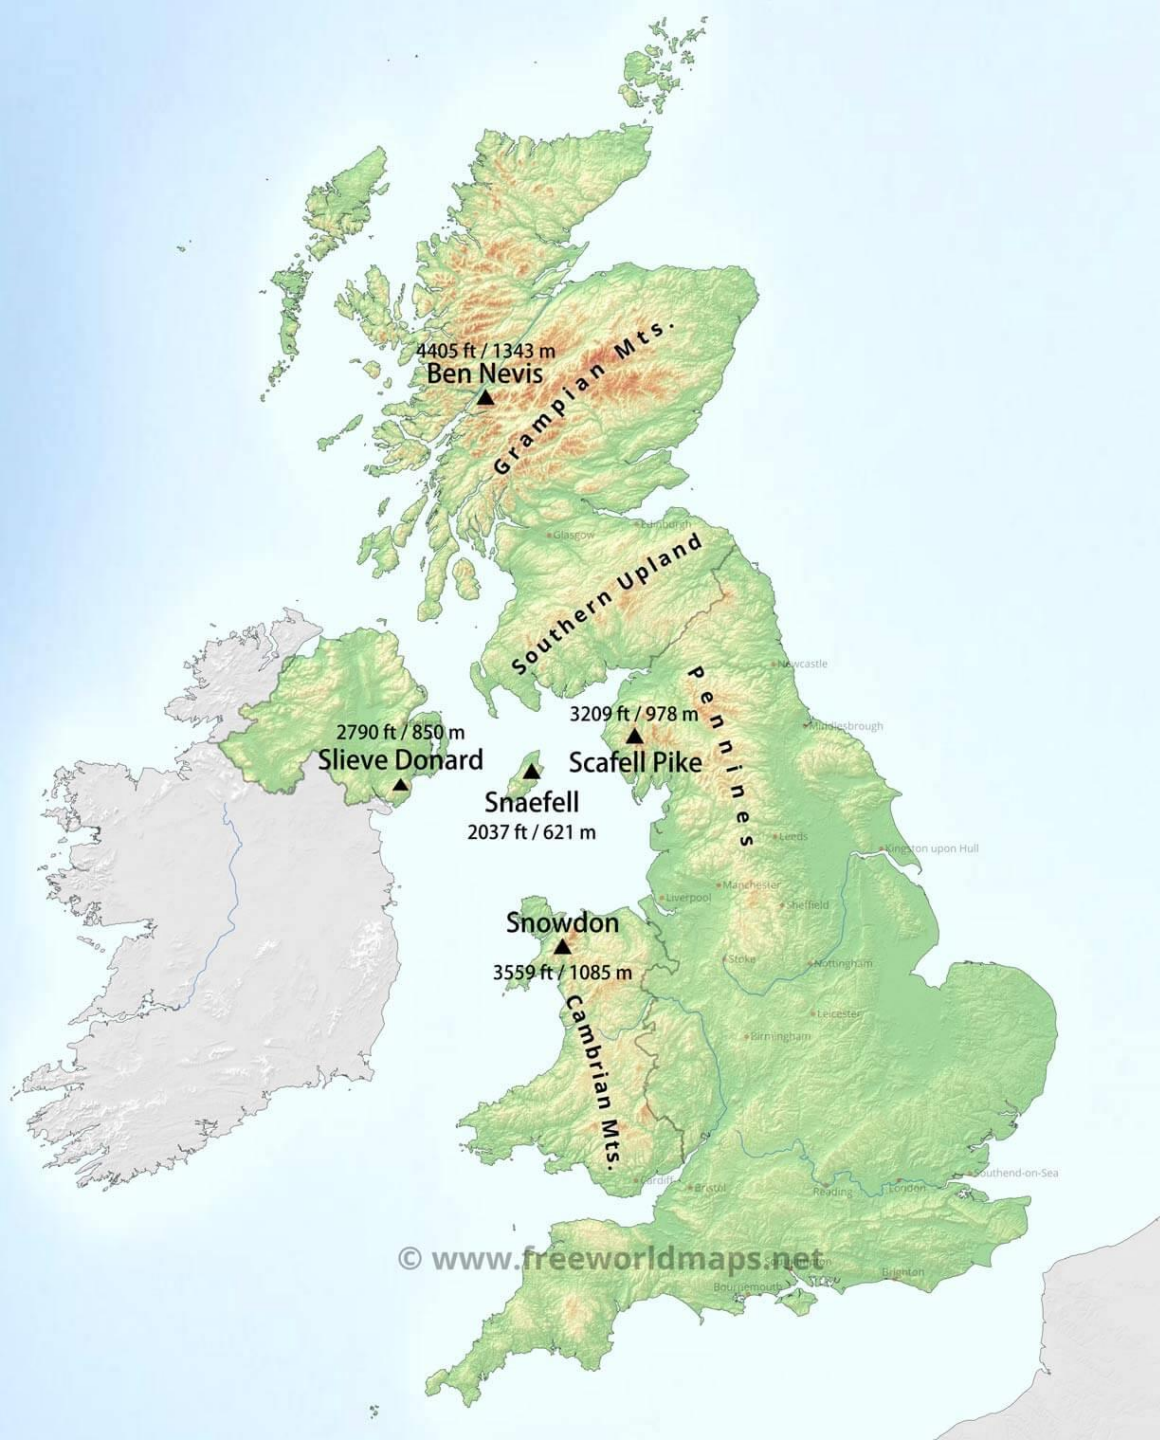 4405 ft / 1343 m
Ben Nevis
Grampian Mts.
Edinburgh
Glasgow
Southern Upland
Newcastle
Pennines
3209 ft / 978 m
Scafell Pike
Middlesbrough
2790 ft / 850 m
Slieve Donard
Snaefell
2037 ft / 621 m
Leeds
Kingston upon Hull
Manchester
Liverpool
Sheffield
Snowdon
3559 ft / 1085 m
Stoke
Nottingham
Cambrian Mts.
Leicester
Birmingham
Cardiff
Bristol
Reading
London
Southend-on-Sea
© www.freeworldmaps.net
Bournemouth
Brighton